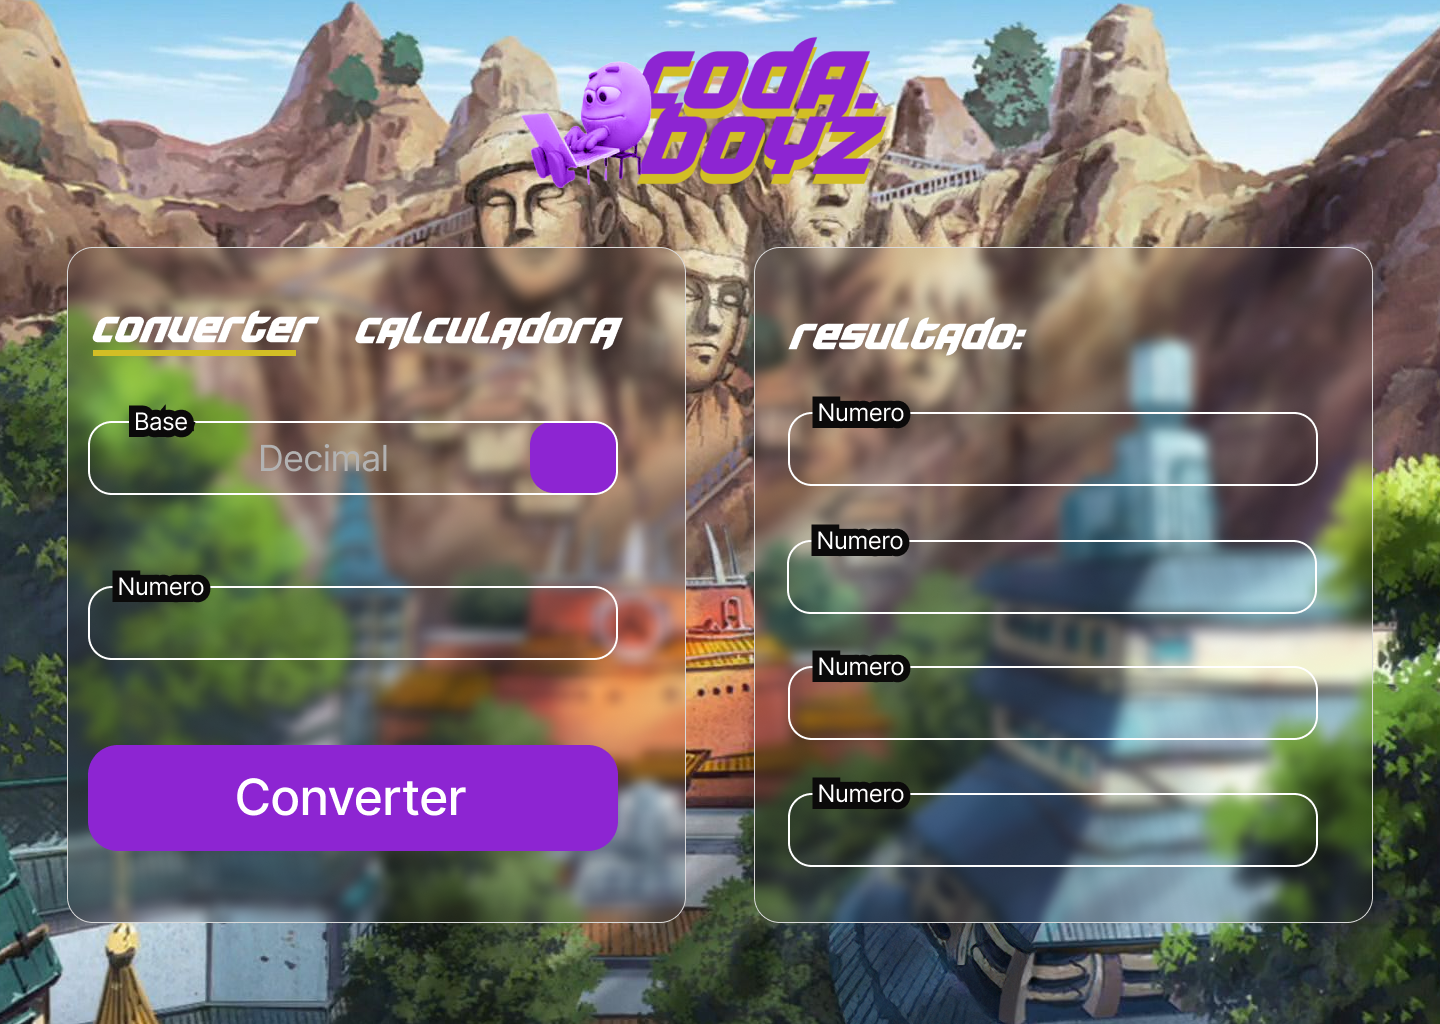 coda.
boyz
converter calculadora
Base
Decimal
Numero
Converter
resultado:
Numero
Numero
Numero
Numero